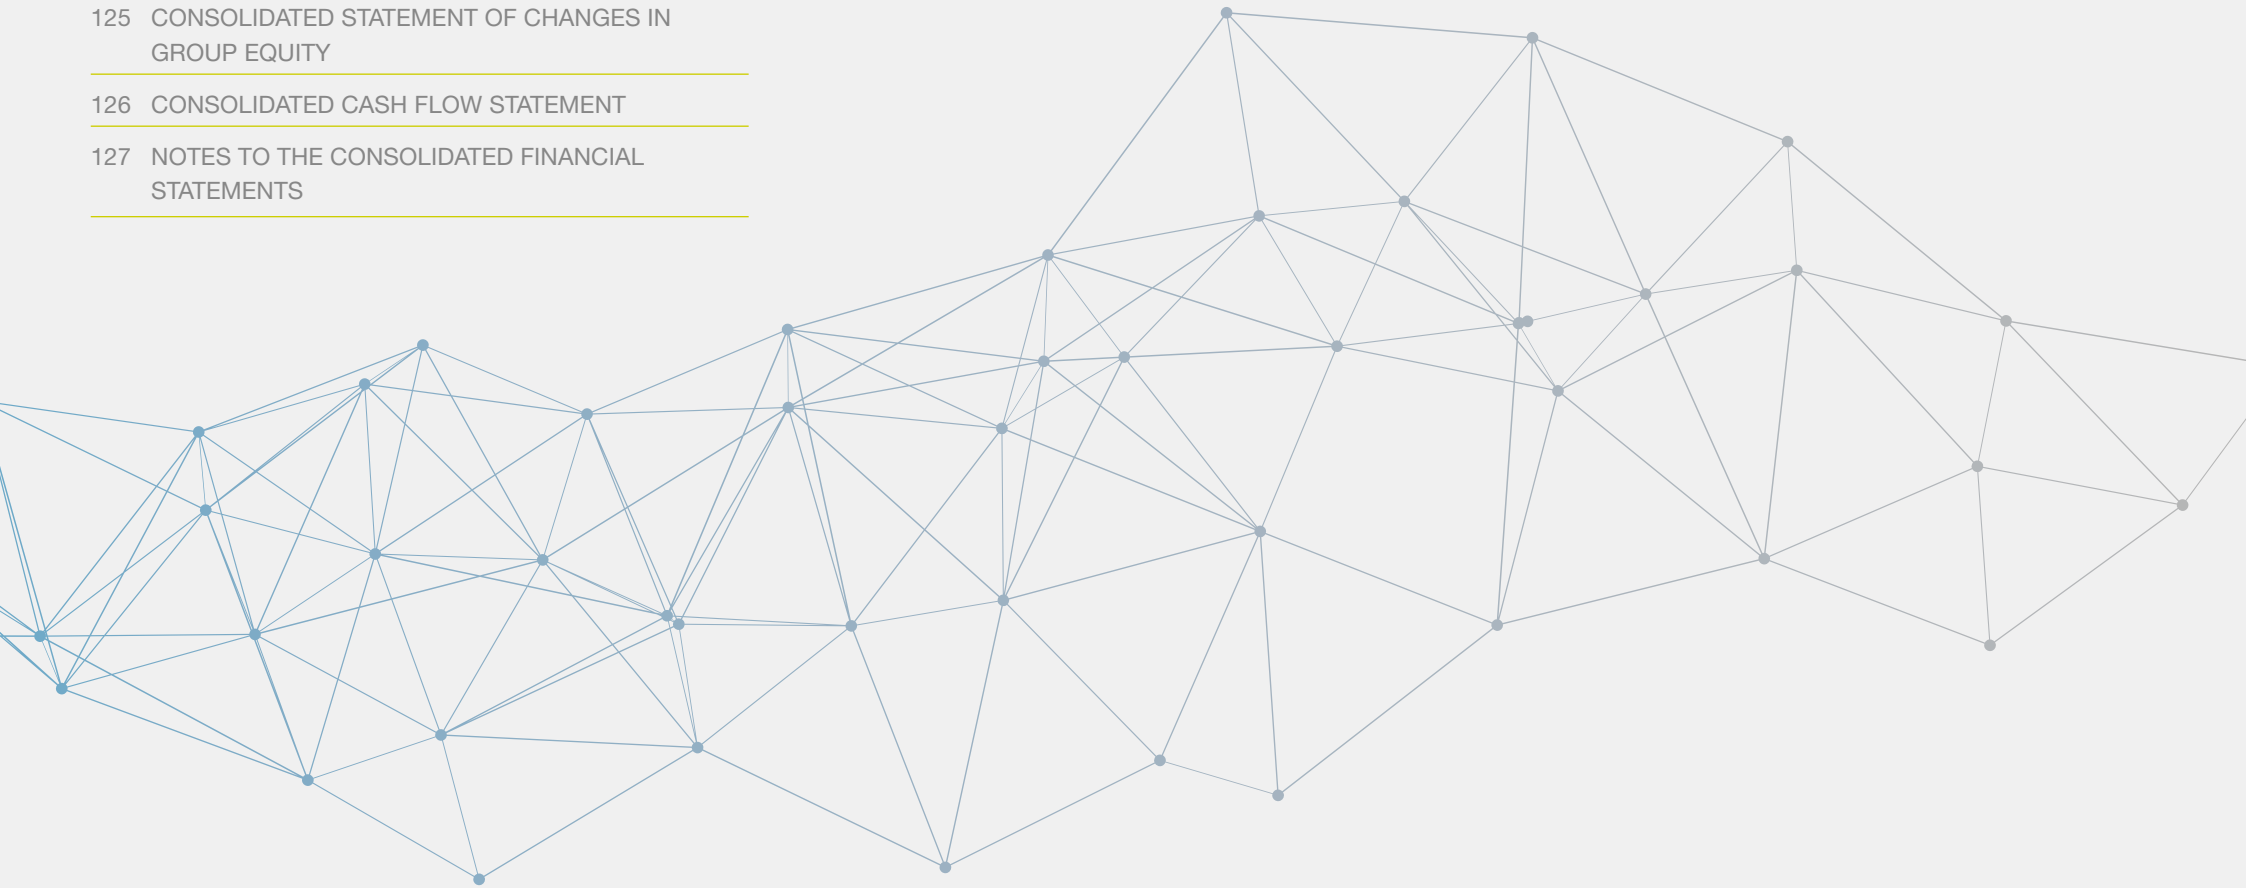 125 CONSOLIDATED STATEMENT OF CHANGES IN
GROUP EQUITY
126 CONSOLIDATED CASH FLOW STATEMENT
127 NOTES TO THE CONSOLIDATED FINANCIAL
STATEMENTS